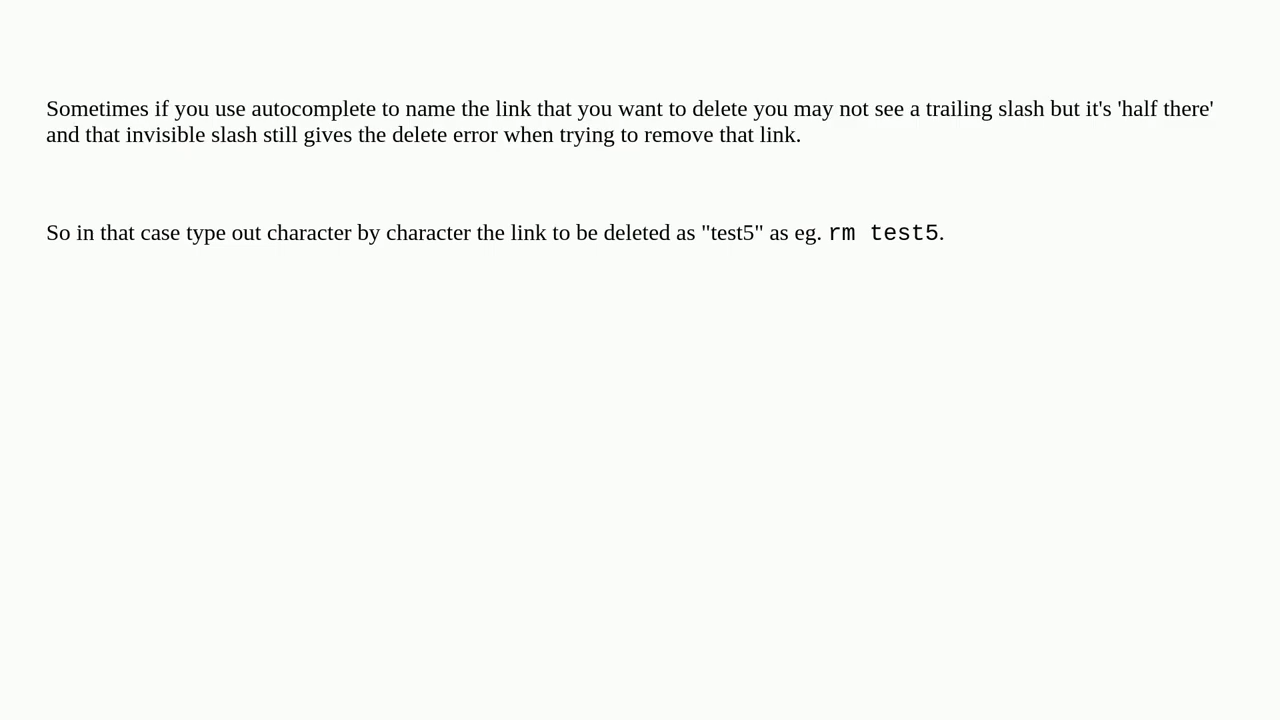 Sometimes if you use autocomplete to name the link that you want to delete you may not see a trailing slash but it's 'half there'
and that invisible slash still gives the delete error when trying to remove that link.
So in that case type out character by character the link to be deleted as "test5" as eg. rm test5.